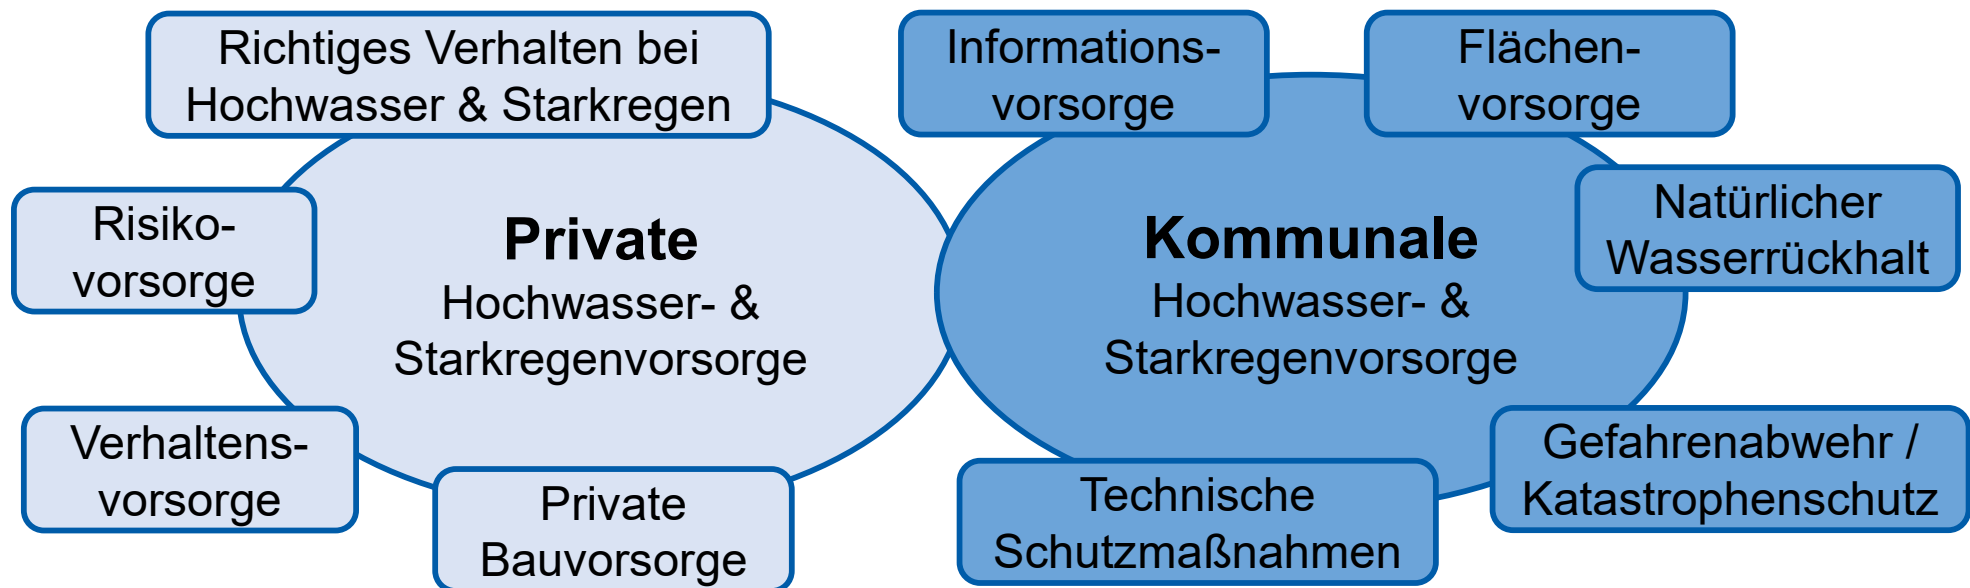 Richtiges Verhalten bei
Hochwasser & Starkregen
Risiko-
vorsorge
Private
Hochwasser- &
Starkregenvorsorge
Verhaltens-
vorsorge
Private
Bauvorsorge
Informations-
vorsorge
Flächen-
vorsorge
Natürlicher
Wasserrückhalt
Kommunale
Hochwasser- &
Starkregenvorsorge
Gefahrenabwehr /
Katastrophenschutz
Technische
Schutzmaßnahmen